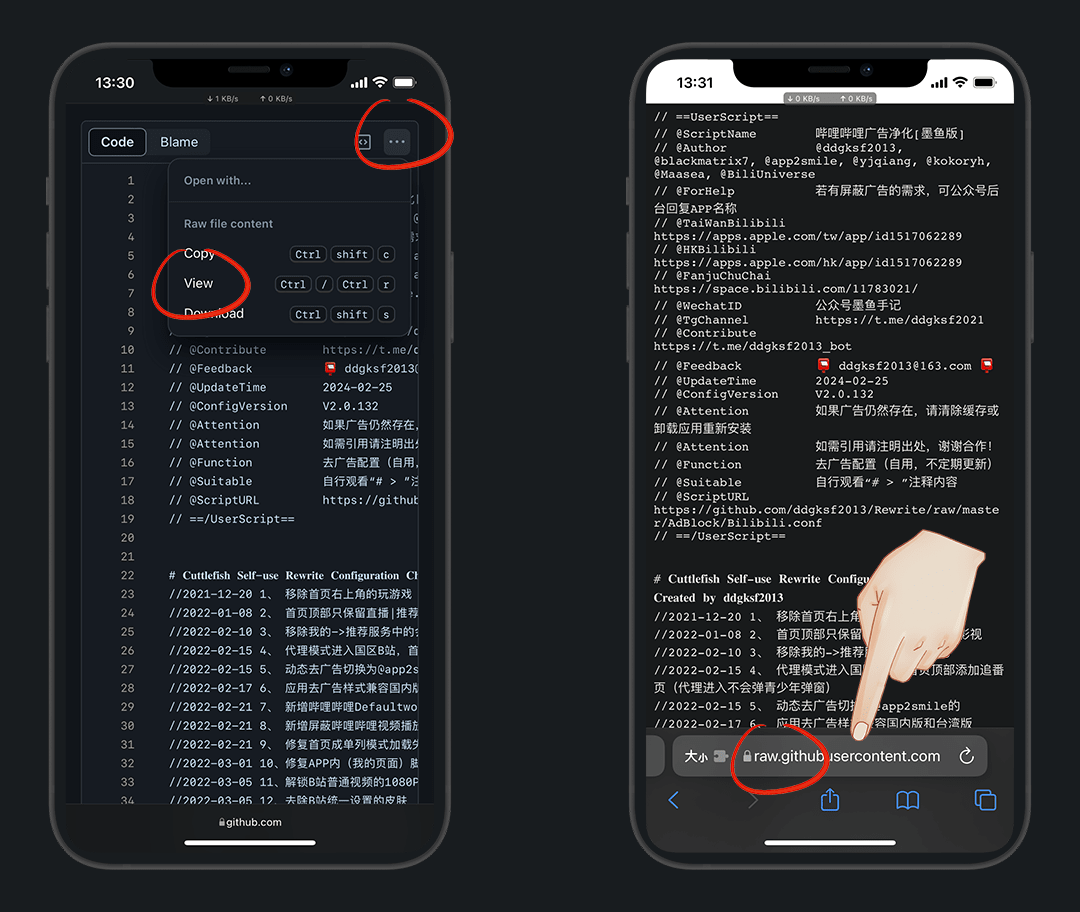 13:30
↓ 1 KB/s ↑ 0 KB/s
Code Blame
Open with...
Raw file content
Copy Ctrl shift c
View Ctrl / Ctrl r
Download Ctrl shift s
1
2
3
4
5
6
7
8
9
10 // @Contribute https://t.me/
11 // @Feedback 📮 ddgksf2013@
12 // @UpdateTime 2024-02-25
13 // @ConfigVersion V2.0.132
14 // @Attention 如果广告仍然存在,
15 // @Attention 如需引用请注明出处
16 // @Function 去广告配置（自用,
17 // @Suitable 自行观看“# > ”注
18 // @ScriptURL https://github
19 // ==/UserScript==
20
21
22 # Cuttlefish Self-use Rewrite Configuration Ch
23 //2021-12-20 1、 移除首页右上角的玩游戏
24 //2022-01-08 2、 首页顶部只保留直播|推荐
25 //2022-02-10 3、 移除我的->推荐服务中的
26 //2022-02-15 4、 代理模式进入国区B站，首
27 //2022-02-15 5、 动态去广告切换为@app2s
28 //2022-02-17 6、 应用去广告样式兼容国内版
29 //2022-02-21 7、 新增哔哩哔哩Defaultwo
30 //2022-02-21 8、 新增屏蔽哔哩哔哩视频播放
31 //2022-02-21 9、 修复首页成单列模式加载失
32 //2022-03-01 10、修复APP内（我的页面）脚
33 //2022-03-05 11、解锁B站普通视频的1080P
34 //2022-03-05 12、去除B站统一设置的皮肤
github.com
13:31
↓ 0 KB/s ↑ 0 KB/s
// ==UserScript==
// @ScriptName 哔哩哔哩广告净化[墨鱼版]
// @Author @ddgksf2013,
@blackmatrix7, @app2smile, @yjqiang, @kokoryh,
@Maasea, @BiliUniverse
// @ForHelp 若有屏蔽广告的需求，可公众号后
台回复APP名称
// @TaiWanBilibili
https://apps.apple.com/tw/app/id1517062289
// @HKBilibili
https://apps.apple.com/hk/app/id1517062289
// @FanjuChuChai
https://space.bilibili.com/11783021/
// @WechatID 公众号墨鱼手记
// @TgChannel https://t.me/ddgksf2021
// @Contribute
https://t.me/ddgksf2013_bot
// @Feedback 📮 ddgksf2013@163.com 📮
// @UpdateTime 2024-02-25
// @ConfigVersion V2.0.132
// @Attention 如果广告仍然存在，请清除缓存或
卸载应用重新安装
// @Attention 如需引用请注明出处，谢谢合作！
// @Function 去广告配置（自用，不定期更新）
// @Suitable 自行观看“# > ”注释内容
// @ScriptURL
https://github.com/ddgksf2013/Rewrite/raw/maste
r/AdBlock/Bilibili.conf
// ==/UserScript==
# Cuttlefish Self-use Rewrite Configu
Created by ddgksf2013
//2021-12-20 1、 移除首页右上角
//2022-01-08 2、 首页顶部只保留 影视
//2022-02-10 3、 移除我的->推荐
//2022-02-15 4、 代理模式进入国 首页顶部添加追番
页（代理进入不会弹青少年弹窗）
//2022-02-15 5、 动态去广告切换 @app2smile的
//2022-02-17 6、 应用去广告样 兼容国内版和台湾版
大小 raw.githubusercontent.com